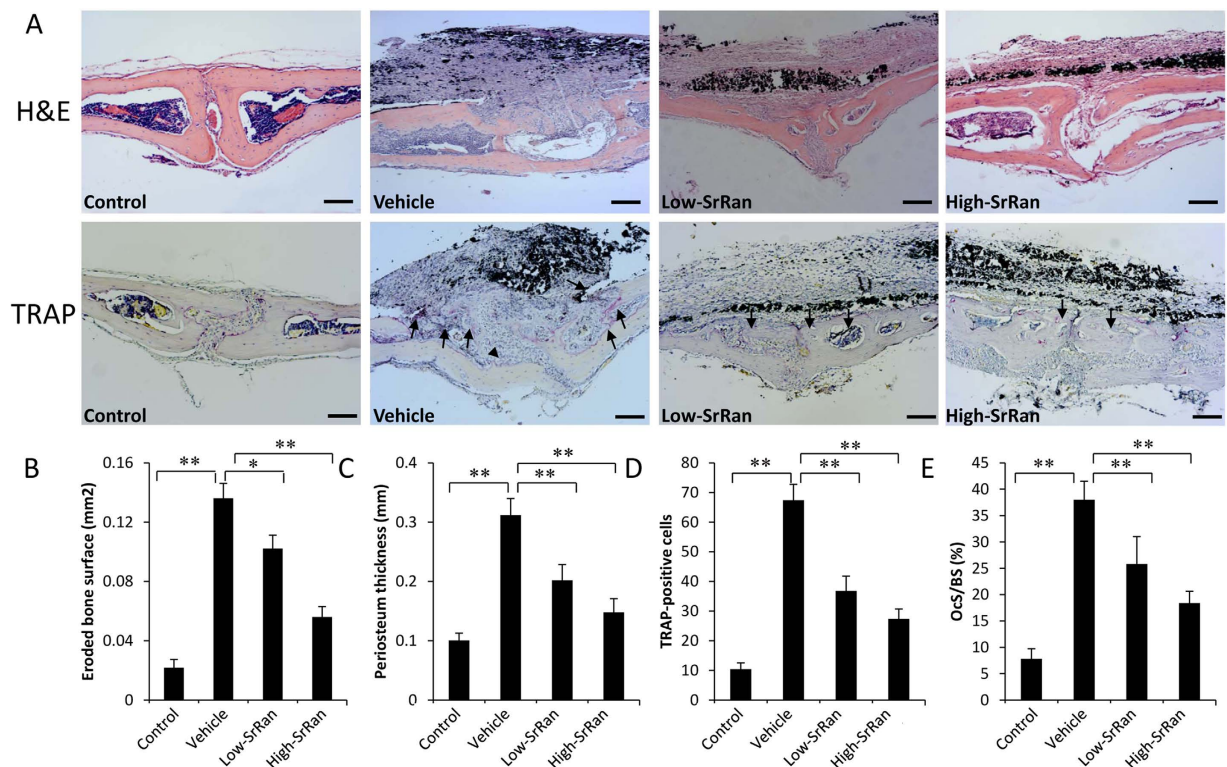 A
H&E
Control
Vehicle
Low-SrRan
High-SrRan
TRAP
Control
Vehicle
Low-SrRan
High-SrRan
B
Eroded bone surface (mm2)
0.16
0.12
0.08
0.04
0
** * **
Control
Vehicle
Low-SrRan
High-SrRan
C
Periosteum thickness (mm)
0.4
0.3
0.2
0.1
0
** ** **
Control
Vehicle
Low-SrRan
High-SrRan
D
TRAP-positive cells
80
70
60
50
40
30
20
10
0
** ** **
Control
Vehicle
Low-SrRan
High-SrRan
E
OcS/BS (%)
45
40
35
30
25
20
15
10
5
0
** ** **
Control
Vehicle
Low-SrRan
High-SrRan